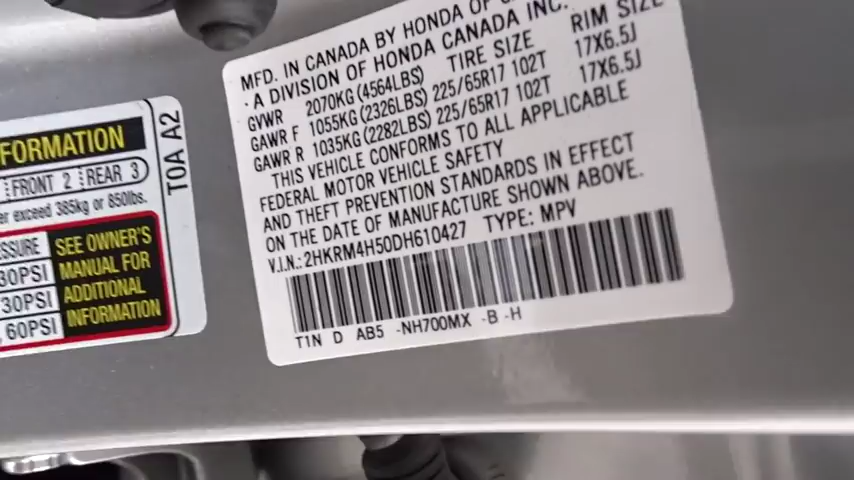 FORMATION
FRONT 2 REAR 3
er exceed 385kg or 850lbs.
ESSURE
30PSI
30PSI
, 60PSI
SEE OWNER'S
MANUAL FOR
ADDITIONAL
INFORMATION
T0A A2
MFD. IN CANADA BY HONDA OF
A DIVISION OF HONDA CANADA INC.
GVWR 2070KG (4564LBS) TIRE SIZE RIM SIZE
GAWR F 1055KG (2326LBS) 225/65R17 102T 17X6.5J
GAWR R 1035KG (2282LBS) 225/65R17 102T 17X6.5J
THIS VEHICLE CONFORMS TO ALL APPLICABLE
FEDERAL MOTOR VEHICLE SAFETY
AND THEFT PREVENTION STANDARDS IN EFFECT
ON THE DATE OF MANUFACTURE SHOWN ABOVE.
V.I.N.:2HKRM4H50DH610427 TYPE: MPV
T1N D AB5 -NH700MX -B -H